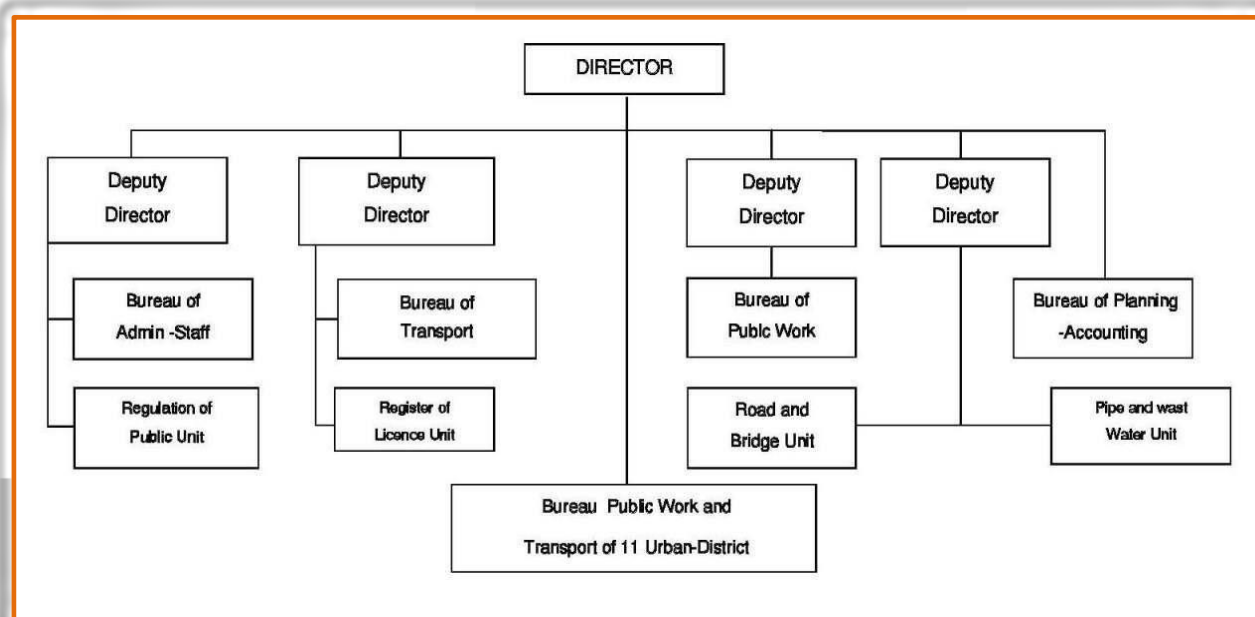 DIRECTOR
Deputy
Director
Deputy
Director
Deputy
Director
Deputy
Director
Bureau of
Admin -Staff
Bureau of
Transport
Bureau of
Publc Work
Bureau of Planning
-Accounting
Regulation of
Public Unit
Register of
Licence Unit
Road and
Bridge Unit
Pipe and wast
Water Unit
Bureau Public Work and
Transport of 11 Urban-District